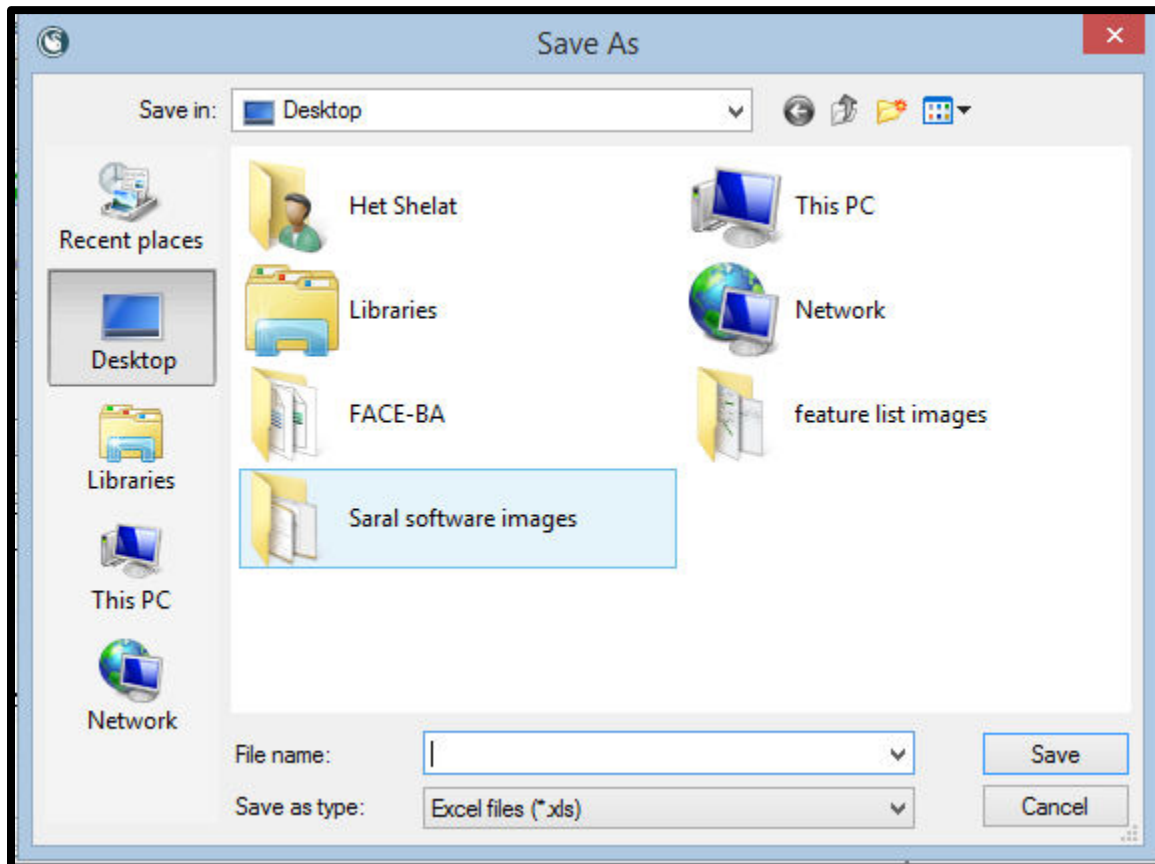 Save As
Save in: Desktop
Recent places
Desktop
Libraries
This PC
Network
Het Shelat
This PC
Libraries
Network
FACE-BA
feature list images
Saral software images
File name:
Save
Save as type: Excel files (*.xls)
Cancel